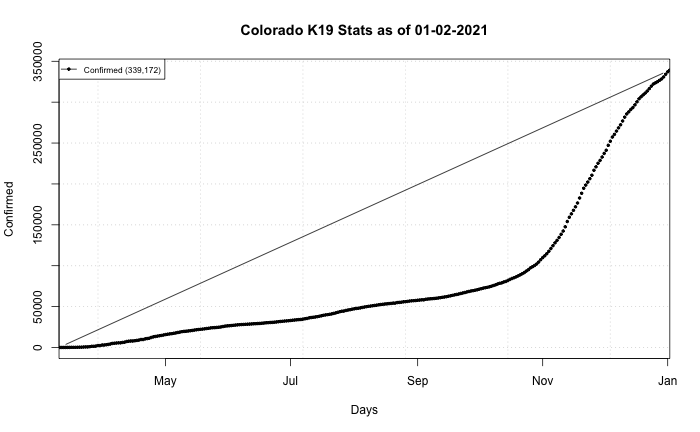 Colorado K19 Stats as of 01-02-2021
Confirmed (339,172)
Confirmed
350000
250000
150000
50000
0
May Jul Sep Nov Jan
Days